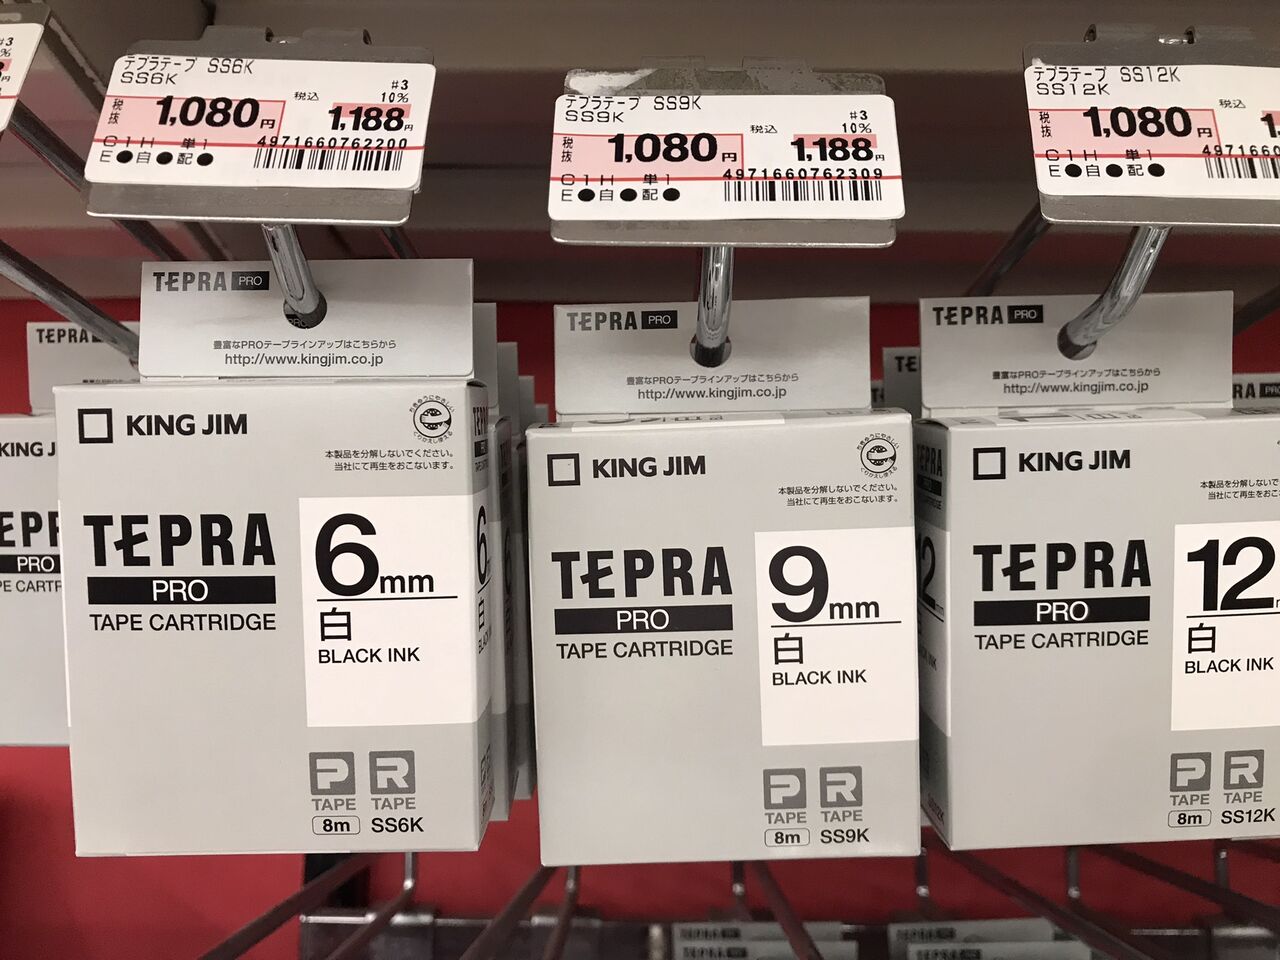 テプラテープ SS6K
SS6K
#3
税抜 1,080円
税込 10%
1,188円
C1H 単1
4971660762200
E●自●配●
テプラテープ SS9K
SS9K
#3
税抜 1,080円
税込 10%
1,188円
C1H 単1
4971660762309
E●自●配●
テプラテープ SS12K
SS12K
税抜 1,080円
税込
C1H 単1
E●自●配●
TEPRA PRO
豊富なPROテープラインアップはこちらから
http://www.kingjim.co.jp
KING JIM
本製品を分解しないでください。
当社にて再生をおこないます。
TEPRA
PRO
TAPE CARTRIDGE
6mm
白
BLACK INK
P TAPE
R TAPE
8m
SS6K
TEPRA PRO
豊富なPROテープラインアップはこちらから
http://www.kingjim.co.jp
KING JIM
本製品を分解しないでください。
当社にて再生をおこないます。
TEPRA
PRO
TAPE CARTRIDGE
9mm
白
BLACK INK
P TAPE
R TAPE
8m
SS9K
TEPRA PRO
豊富なPROテープラインアップはこちらから
http://www.kingjim.co.jp
KING JIM
TEPRA
PRO
TAPE CARTRIDGE
12
白
BLACK INK
P TAPE
R TAPE
8m
SS12K